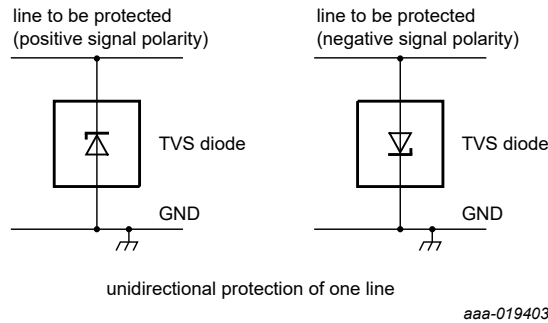 line to be protected
(positive signal polarity)
line to be protected
(negative signal polarity)
TVS diode
TVS diode
GND
GND
unidirectional protection of one line
aaa-019403